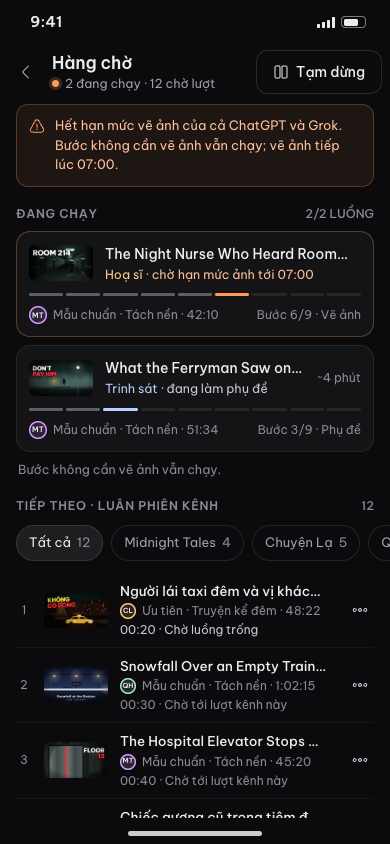 9:41
Hàng chờ
2 đang chạy · 12 chờ lượt
Tạm dừng
Hết hạn mức vẽ ảnh của cả ChatGPT và Grok.
Bước không cần vẽ ảnh vẫn chạy; vẽ ảnh tiếp
lúc 07:00.
ĐANG CHẠY
2/2 LUỒNG
ROOM 214
The Night Nurse Who Heard Room...
Hoạ sĩ · chờ hạn mức ảnh tới 07:00
MT Mẫu chuẩn · Tách nền · 42:10
Bước 6/9 · Vẽ ảnh
DON'T
PAY HIM
What the Ferryman Saw on...
~4 phút
Trinh sát · đang làm phụ đề
MT Mẫu chuẩn · Tách nền · 51:34
Bước 3/9 · Phụ đề
Bước không cần vẽ ảnh vẫn chạy.
TIẾP THEO · LUÂN PHIÊN KÊNH
12
Tất cả 12
Midnight Tales 4
Chuyện Lạ 5
Q
1
KHÔNG
CÓ BÓNG
Người lái taxi đêm và vị khác...
CL Ưu tiên · Truyện kể đêm · 48:22
00:20 · Chờ luồng trống
2
Snowfall Over an Empty Train...
QH Mẫu chuẩn · Tách nền · 1:02:15
00:30 · Chờ tới lượt kênh này
3
FLOOR
13
The Hospital Elevator Stops ...
MT Mẫu chuẩn · Tách nền · 45:20
00:40 · Chờ tới lượt kênh này
Chiếc gương cũ trong tiệm đ...